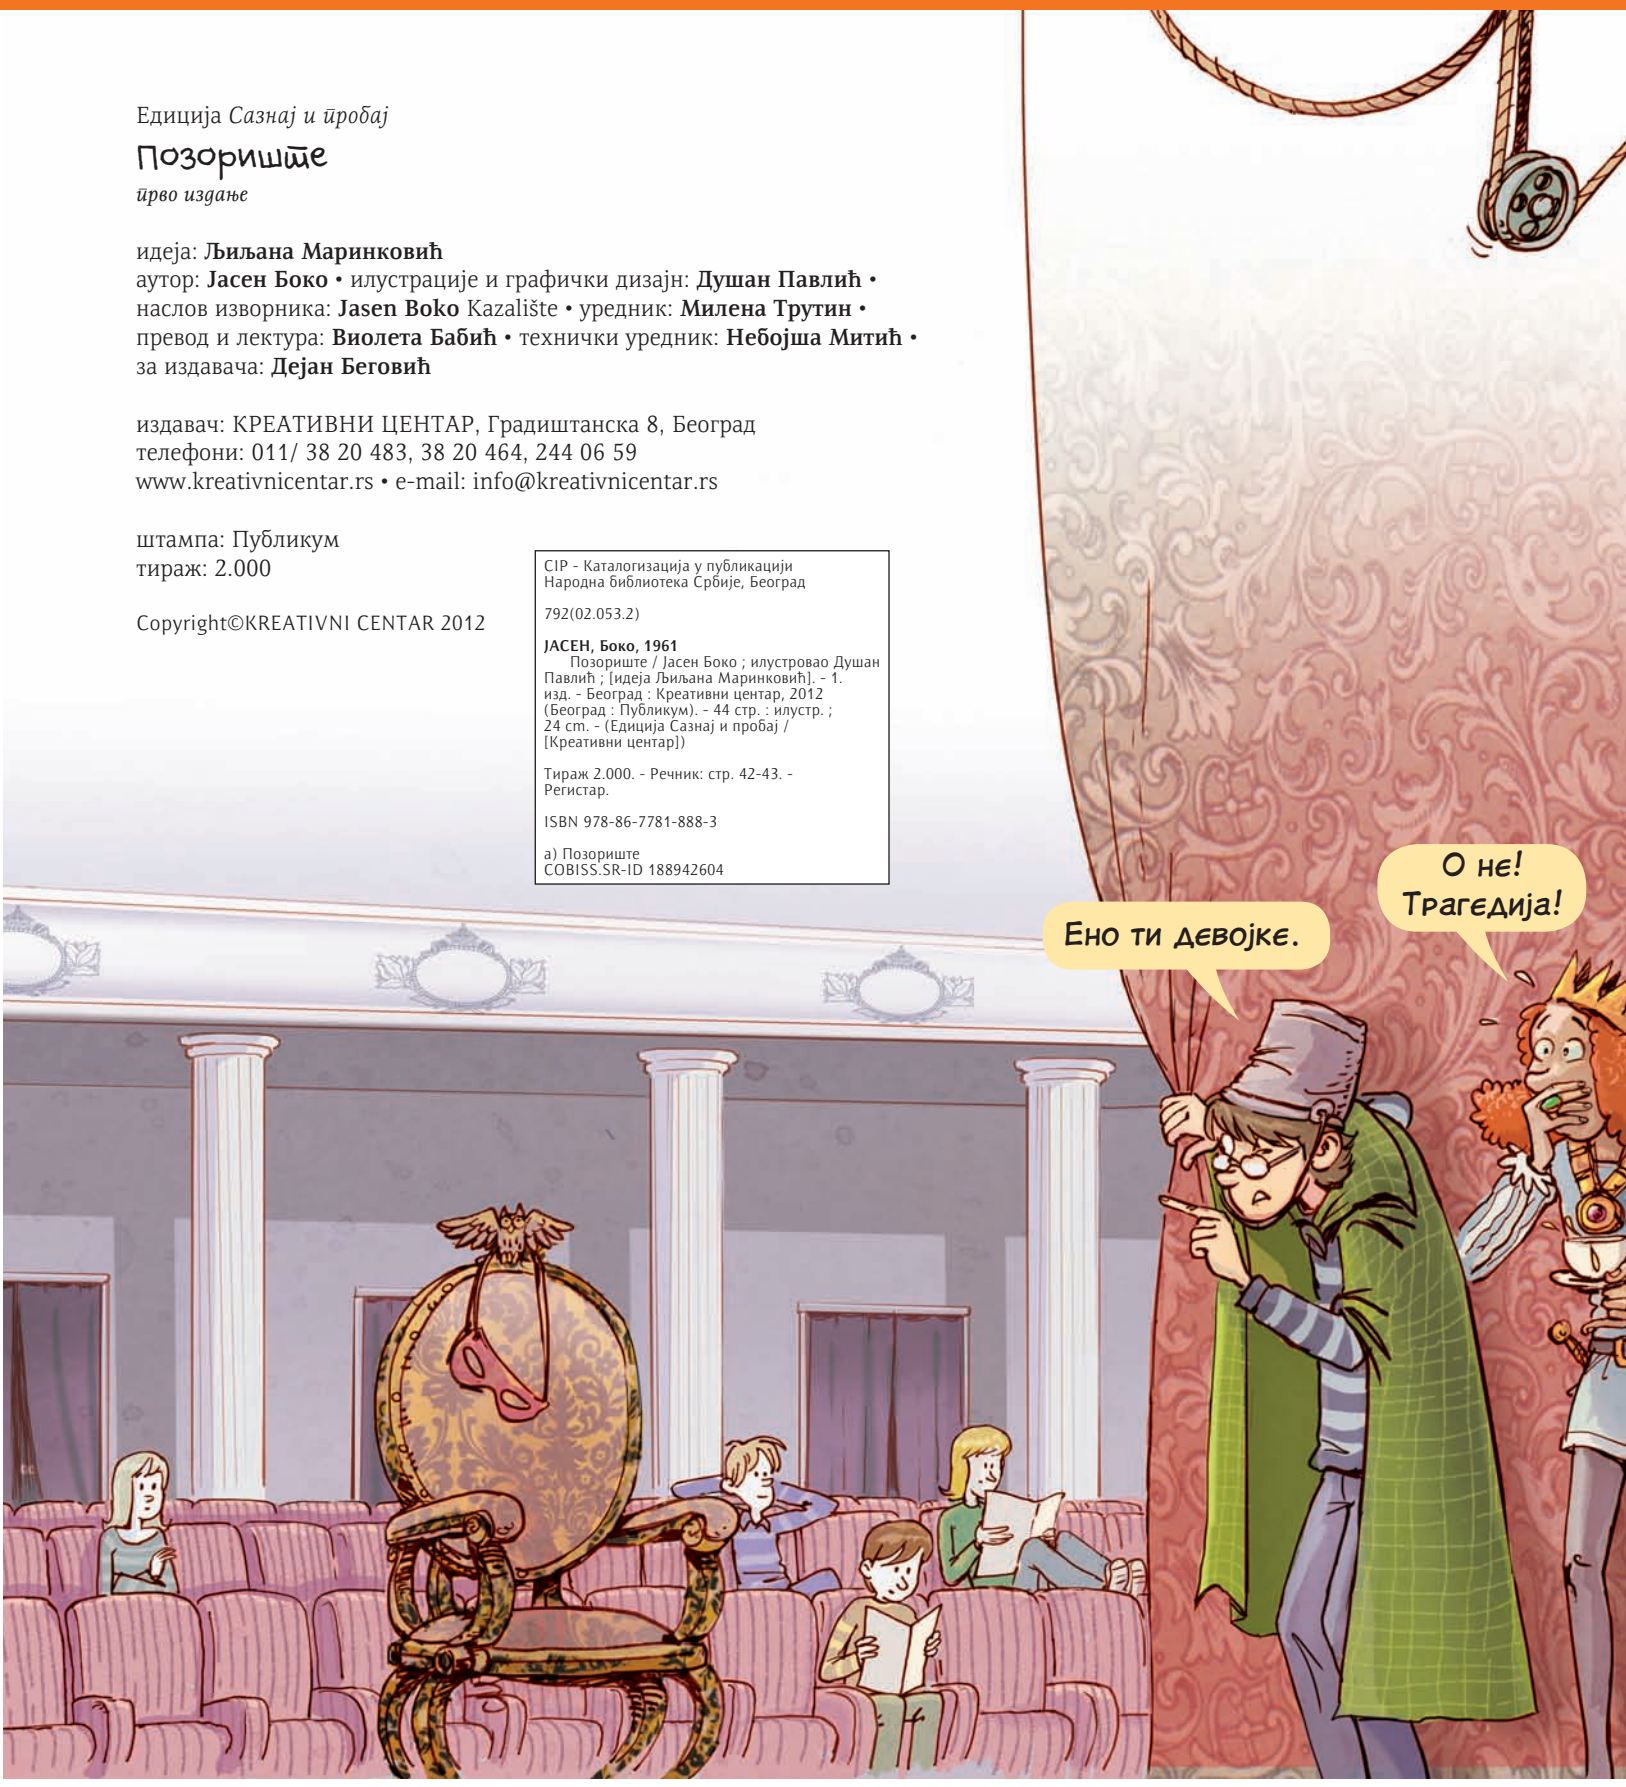 Едиција Сазнај и пробај
Позориште
прво издање
идеја: Љиљана Маринковић
аутор: Јасен Боко • илустрације и графички дизајн: Душан Павлић •
наслов изворника: Jasen Boko Kazalište • уредник: Милена Трутин •
превод и лектура: Виолета Бабић • технички уредник: Небојша Митић •
за издавача: Дејан Беговић
издавач: КРЕАТИВНИ ЦЕНТАР, Градиштанска 8, Београд
телефони: 011/ 38 20 483, 38 20 464, 244 06 59
www.kreativnicentar.rs • e-mail: info@kreativnicentar.rs
штампа: Публикум
тираж: 2.000
Copyright©KREATIVNI CENTAR 2012
CIP - Каталогизација у публикацији
Народна библиотека Србије, Београд
792(02.053.2)
ЈАСЕН, Боко, 1961
Позориште / Јасен Боко ; илустровао Душан
Павлић ; [идеја Љиљана Маринковић]. - 1.
изд. - Београд : Креативни центар, 2012
(Београд : Публикум). - 44 стр. : илустр. ;
24 cm. - (Едиција Сазнај и пробај /
[Креативни центар])
Тираж 2.000. - Речник: стр. 42-43. -
Регистар.
ISBN 978-86-7781-888-3
а) Позориште
COBISS.SR-ID 188942604
О не!
Трагедија!
Ено ти девојке.